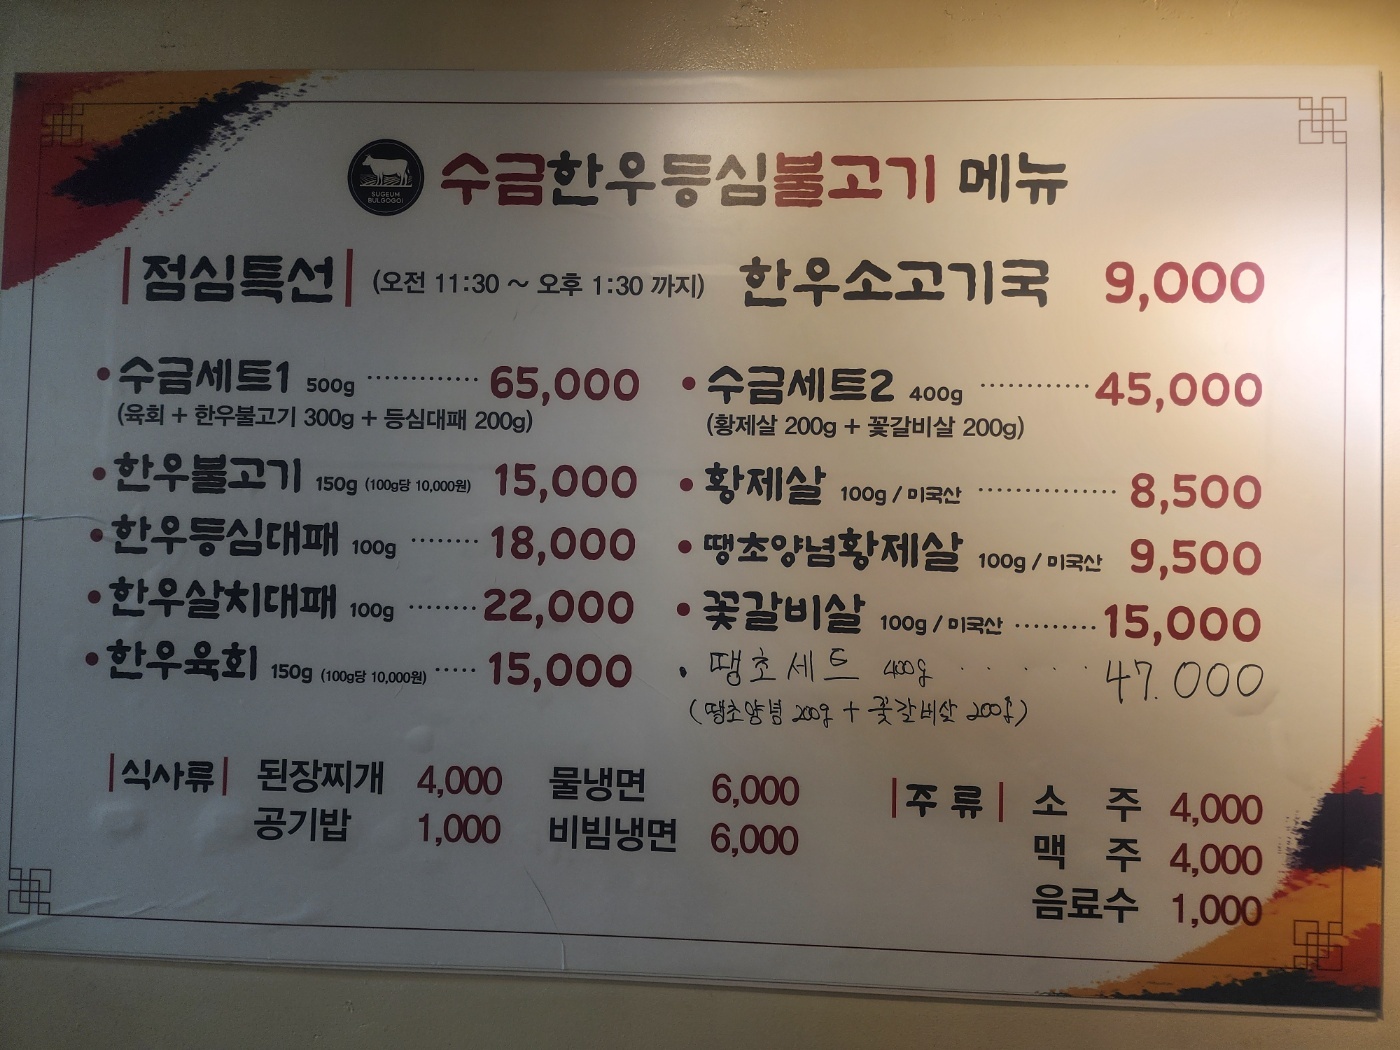 SUGEUM
BULGOGI
수금한우등심불고기 메뉴
점심특선 (오전 11:30 ~ 오후 1:30 까지) 한우소고기국 9,000
수금세트1 500g ············ 65,000
(육회 + 한우불고기 300g + 등심대패 200g)
한우불고기 150g (100g당 10,000원) 15,000
한우등심대패 100g ········ 18,000
한우살치대패 100g ········ 22,000
한우육회 150g (100g당 10,000원) ····· 15,000
수금세트2 400g ············ 45,000
(황제살 200g + 꽃갈비살 200g)
황제살 100g / 미국산 ················ 8,500
땡초양념황제살 100g / 미국산 9,500
꽃갈비살 100g / 미국산 ········· 15,000
· 땡초세트 400g · · · · · · 47.000
(땡초양념 200g + 꽃갈비살 200g)
식사류 된장찌개 4,000 물냉면 6,000
공기밥 1,000 비빔냉면 6,000
주류 소 주 4,000
맥 주 4,000
음료수 1,000